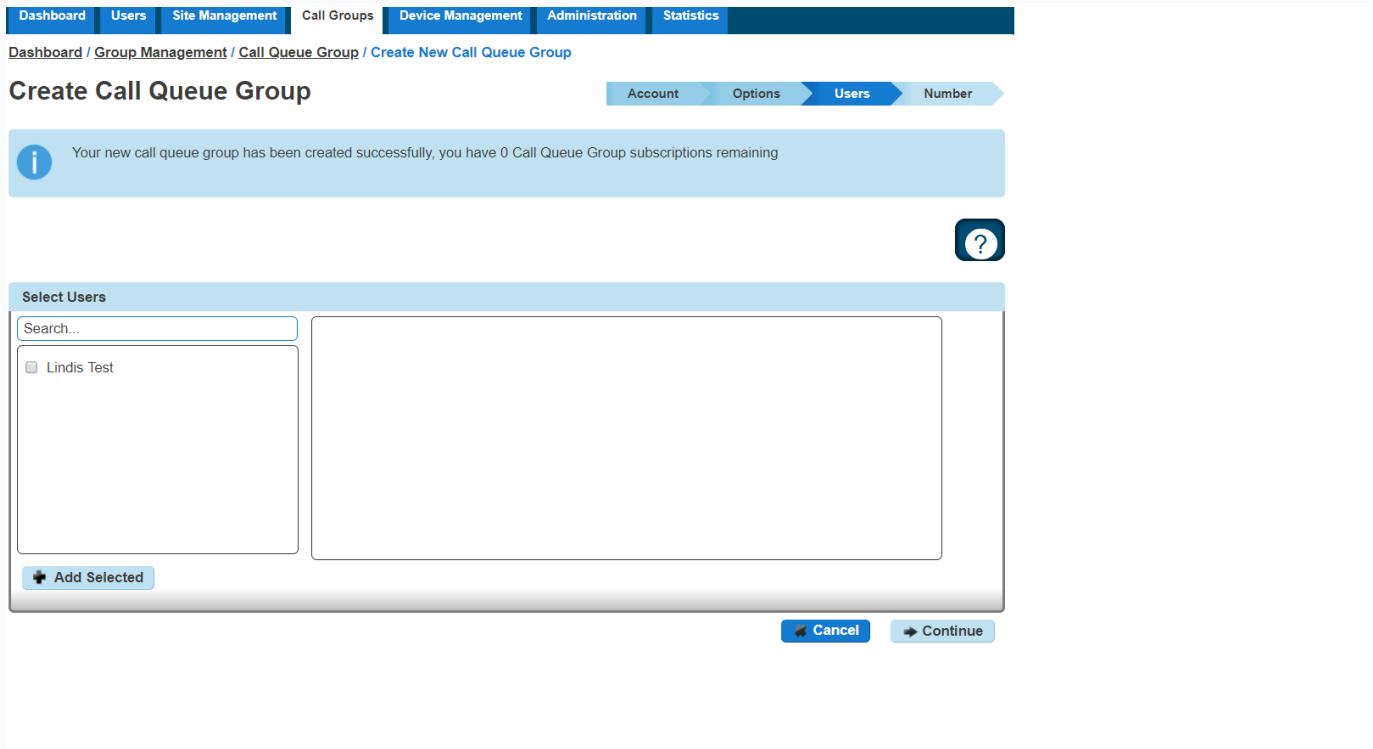 Dashboard Users Site Management Call Groups Device Management Administration Statistics
Dashboard / Group Management / Call Queue Group / Create New Call Queue Group
Create Call Queue Group
Account Options Users Number
i Your new call queue group has been created successfully, you have 0 Call Queue Group subscriptions remaining
?
Select Users
Search...
Lindis Test
Add Selected
Cancel Continue